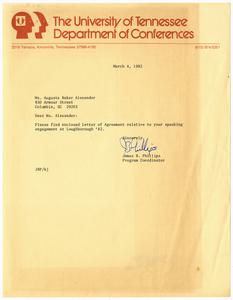 The University of Tennessee
Department of Conferences
March 4, 1982
Ms. Augusta Baker Alexander
830 Armour Street
Columbia, SC 29203
Dear Ms. Alexander:
Please find enclosed Letter of Agreement relative to your speaking
engagement at Loughborough '82.
Sincerely,
James R. Phillips
Program Coordinator
JRP/kj